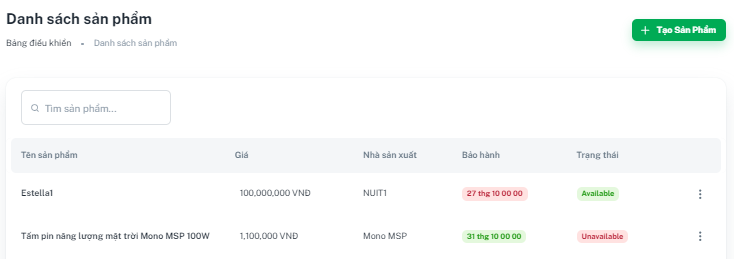 Danh sách sản phẩm
Bảng điều khiển • Danh sách sản phẩm
+ Tạo Sản Phẩm
Tìm sản phẩm...
Tên sản phẩm Giá Nhà sản xuất Bảo hành Trạng thái
Estella1 100,000,000 VNĐ NUIT1 27 thg 10 00 00 Available
Tấm pin năng lượng mặt trời Mono MSP 100W 1,100,000 VNĐ Mono MSP 31 thg 10 00 00 Unavailable